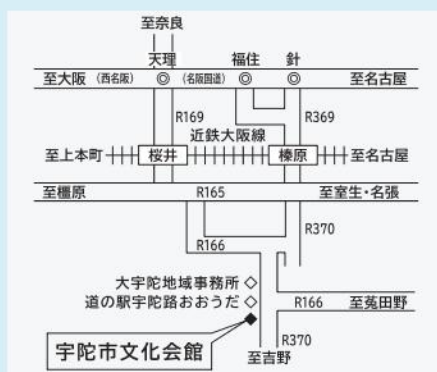 至奈良
天理 福住 針
至大阪 （西名阪） （名阪国道） 至名古屋
R169 R369
近鉄大阪線
至上本町 桜井 榛原 至名古屋
至橿原 R165 至室生・名張
R370
R166
大宇陀地域事務所
道の駅宇陀路おおうだ
R166 至菟田野
宇陀市文化会館
R370
至吉野